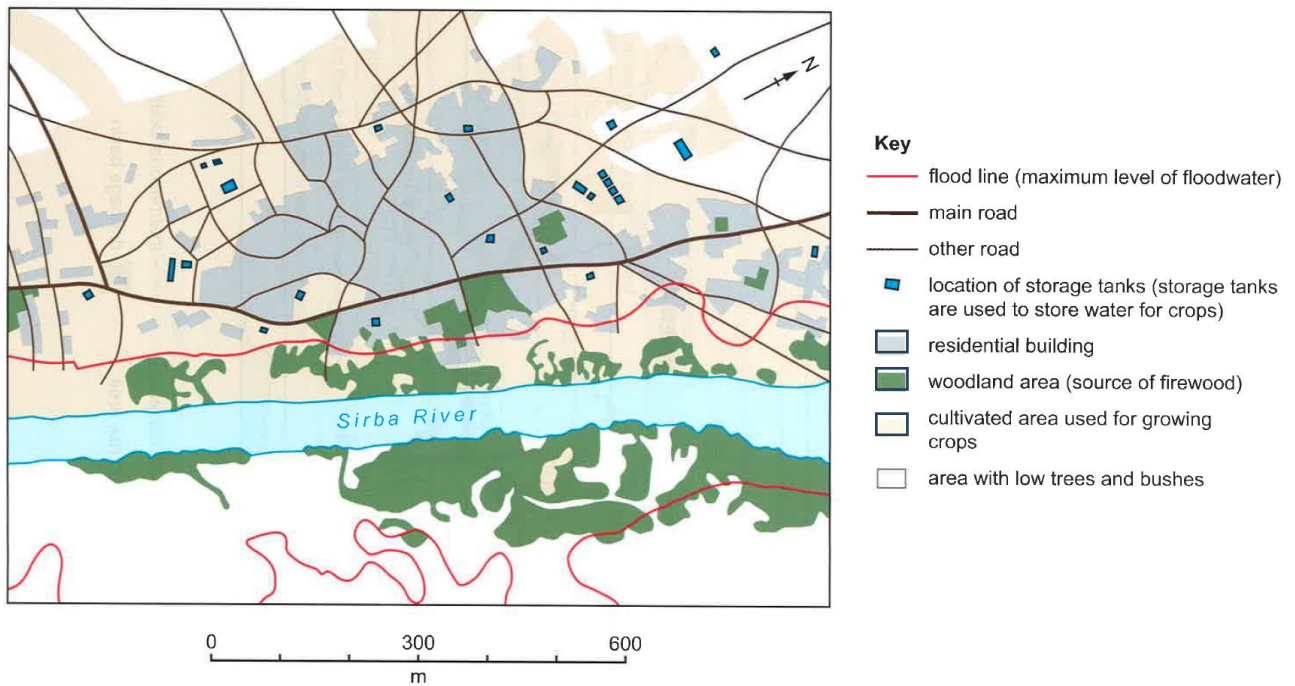 N
Key
flood line (maximum level of floodwater)
main road
other road
location of storage tanks (storage tanks
are used to store water for crops)
residential building
woodland area (source of firewood)
cultivated area used for growing
crops
area with low trees and bushes
Sirba River
0 300 600
m